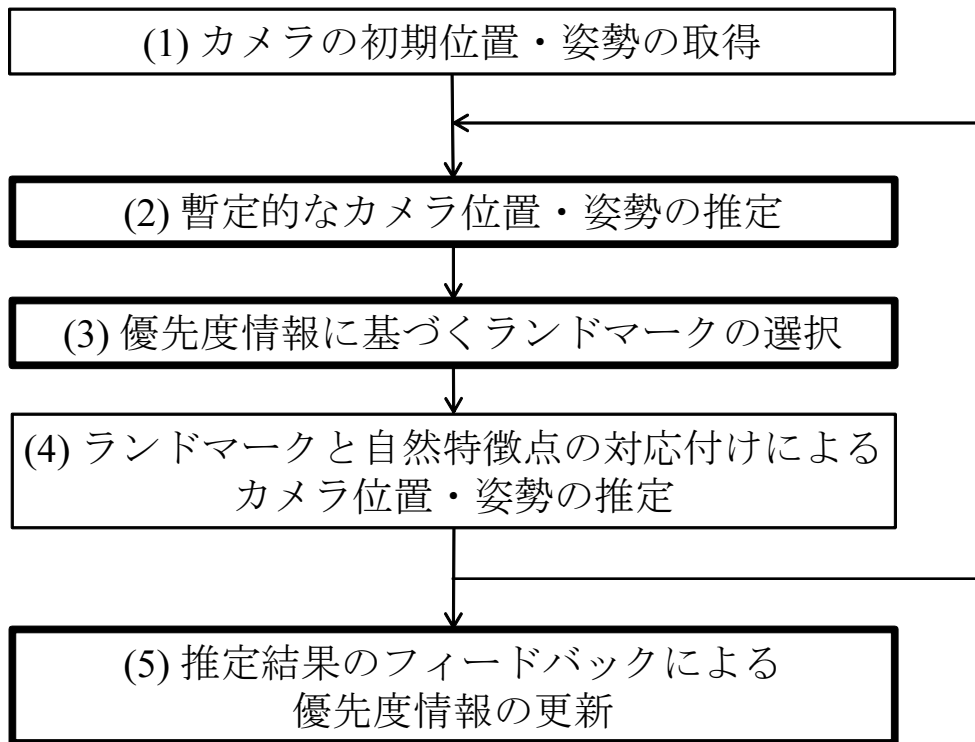 (1) カメラの初期位置・姿勢の取得
(2) 暫定的なカメラ位置・姿勢の推定
(3) 優先度情報に基づくランドマークの選択
(4) ランドマークと自然特徴点の対応付けによる
カメラ位置・姿勢の推定
(5) 推定結果のフィードバックによる
優先度情報の更新